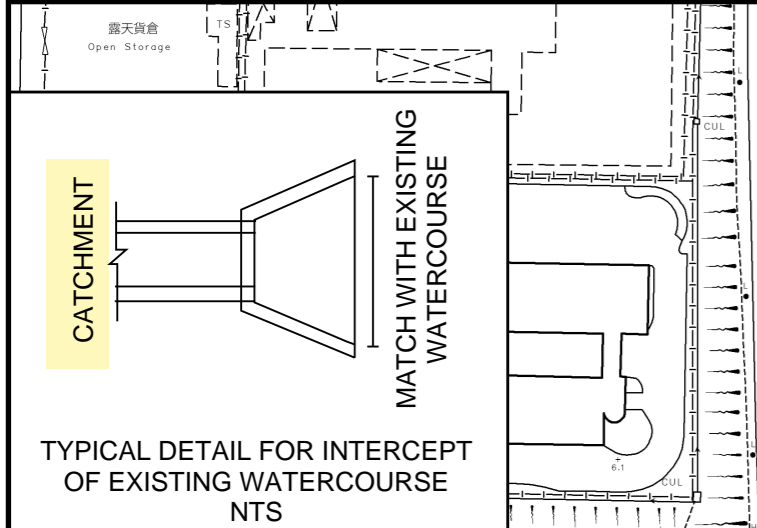 露天貨倉
Open Storage
TS
CUL
CATCHMENT
MATCH WITH EXISTING
WATERCOURSE
TYPICAL DETAIL FOR INTERCEPT
OF EXISTING WATERCOURSE
NTS
L
L
L
6.1
CUL